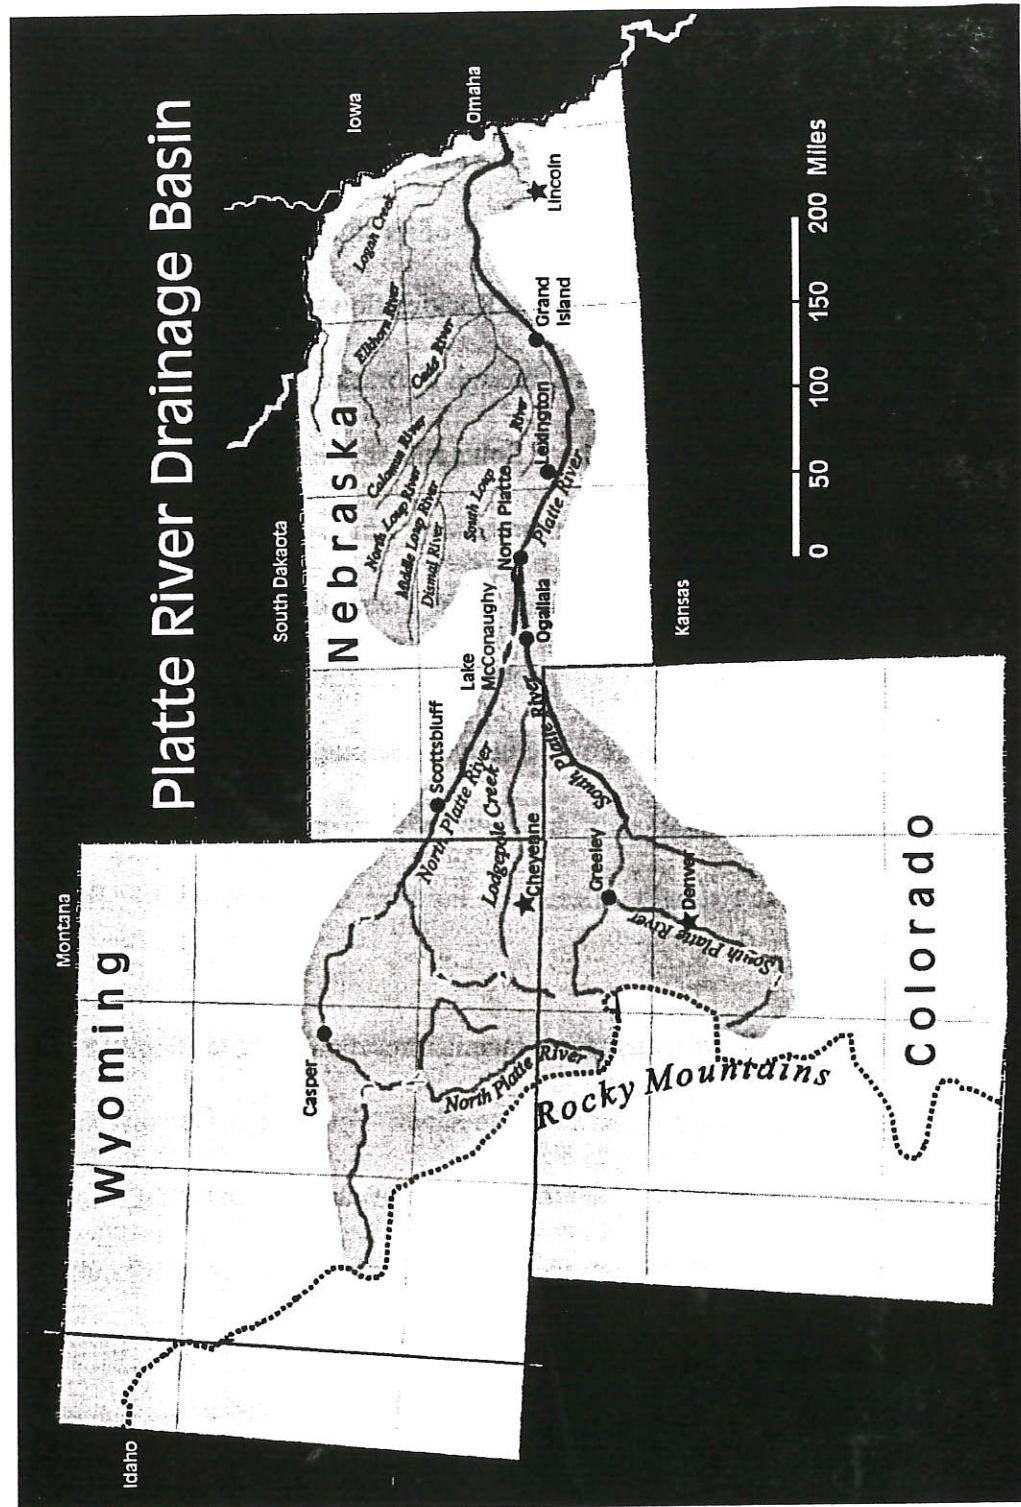 Platte River Drainage Basin
Montana
Idaho
South Dakaota
Iowa
Wyoming
Nebraska
Logan Creek
Omaha
Elkhorn River
Casper
Scottsbluff
Calamus River
Cedar River
North Loup River
Middle Loup River
Dismal River
South Loup
River
North Platte River
Lake
McConaughy
North Platte
Lexington
Grand
Island
Lincoln
Lodgepole Creek
Cheyenne
Ogallala
Platte River
North Platte
River
South Platte
River
Greeley
Rocky Mountains
South Platte River
Denver
Kansas
Colorado
0 50 100 150 200 Miles